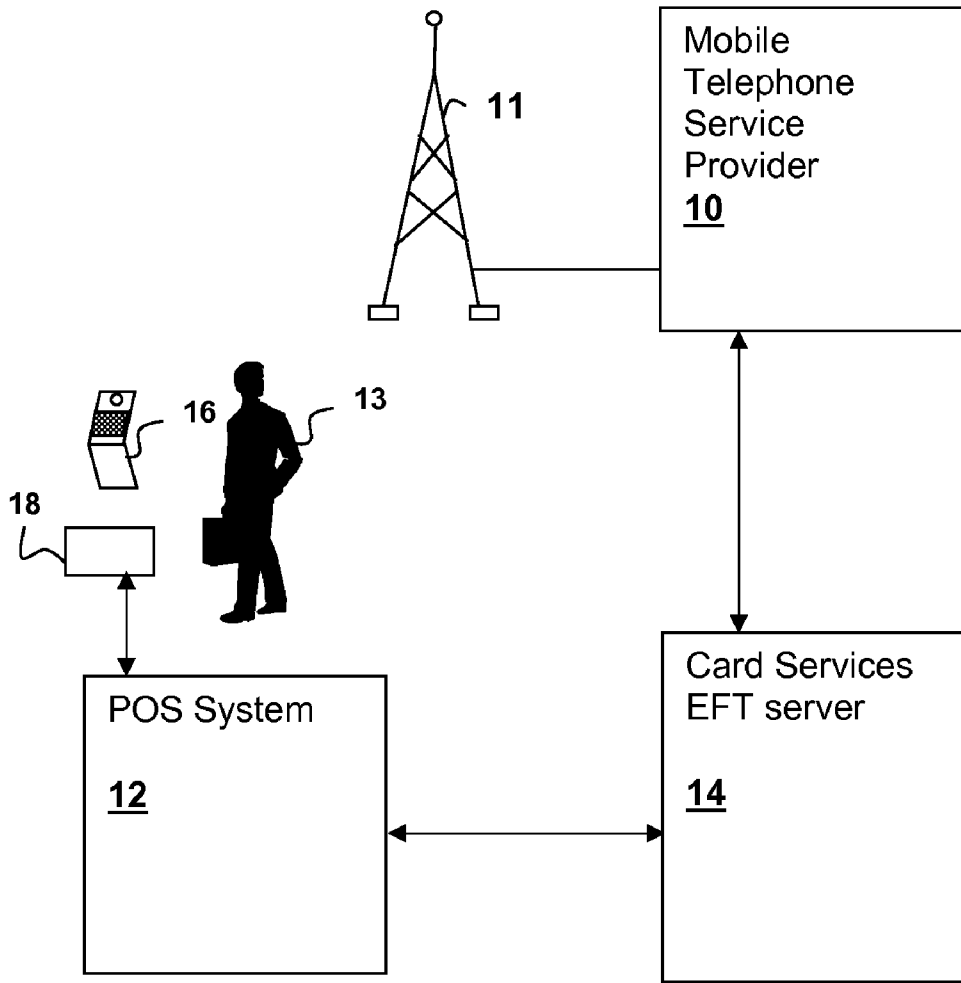 Mobile
Telephone
Service
Provider
10
11
13
16
18
POS System
12
Card Services
EFT server
14